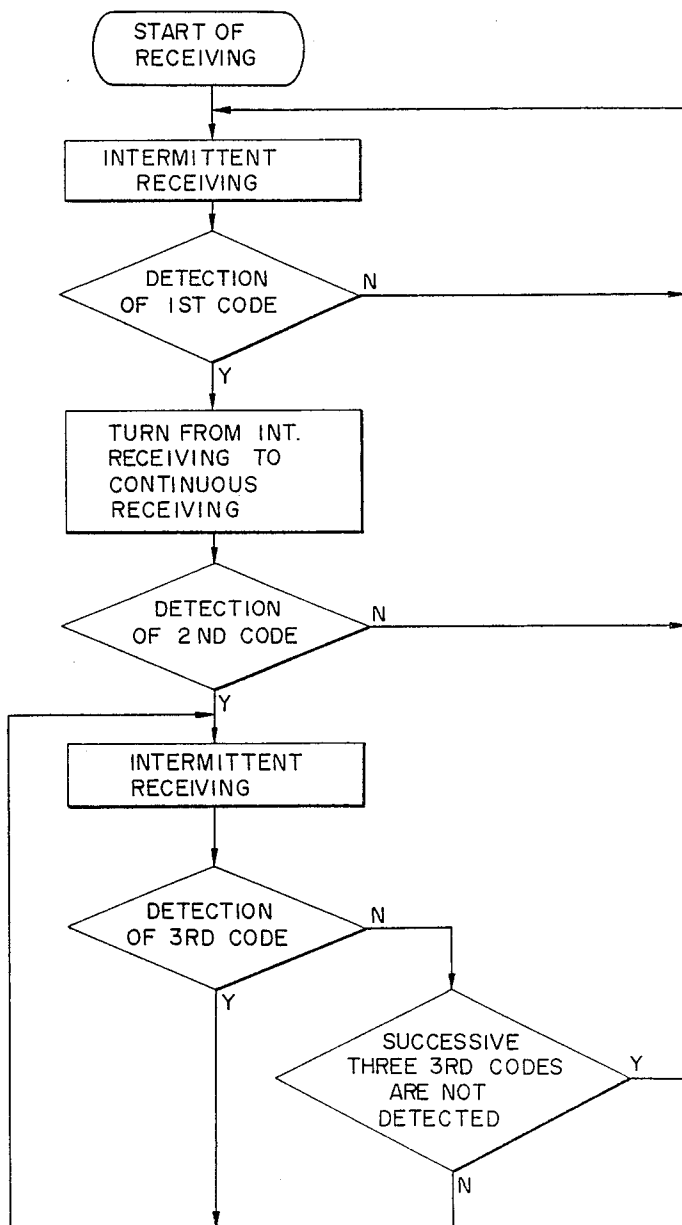 START OF
RECEIVING
INTERMITTENT
RECEIVING
DETECTION
OF 1ST CODE
N
Y
TURN FROM INT.
RECEIVING TO
CONTINUOUS
RECEIVING
DETECTION
OF 2ND CODE
N
Y
INTERMITTENT
RECEIVING
DETECTION
OF 3RD CODE
N
Y
SUCCESSIVE
THREE 3RD CODES
ARE NOT
DETECTED
Y
N